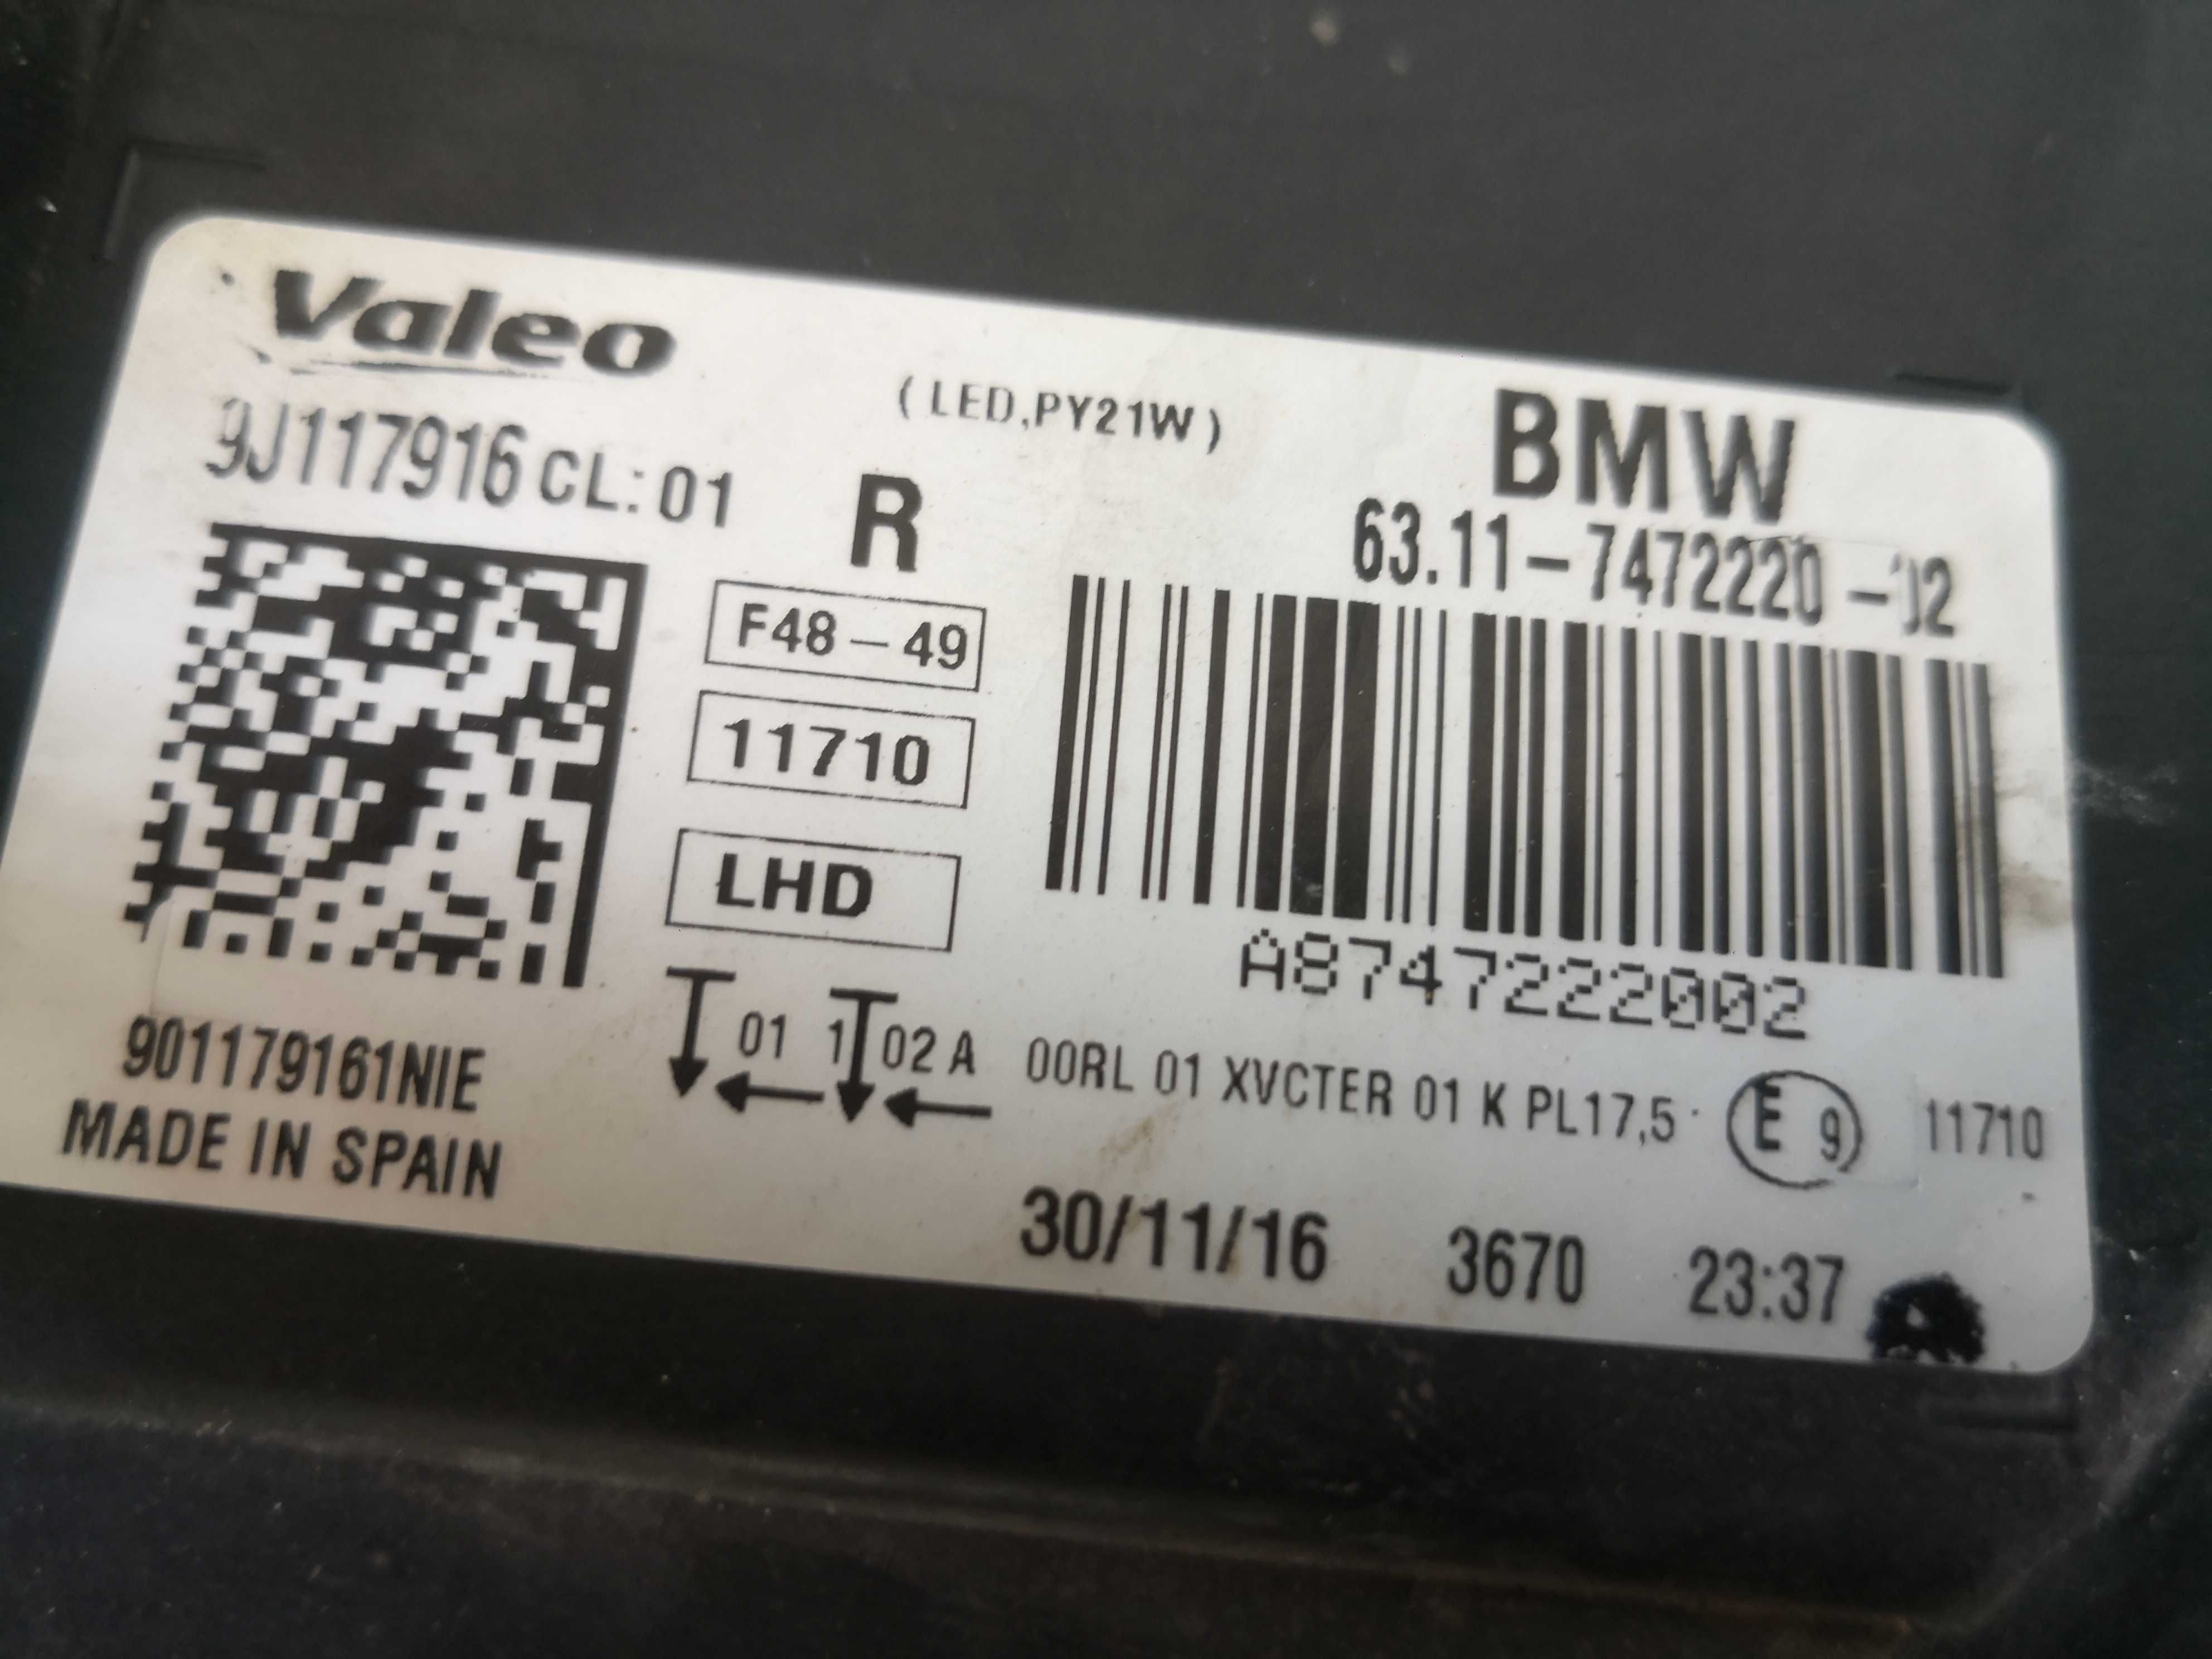 Valeo
(LED,PY21W)
BMW
9J117916 CL:01
R
63.11-7472220-02
F48-49
11710
LHD
A8747222002
01 1 02 A 00RL 01 XVCTER 01 K PL17,5 E 9 11710
901179161NIE
MADE IN SPAIN
30/11/16 3670 23:37